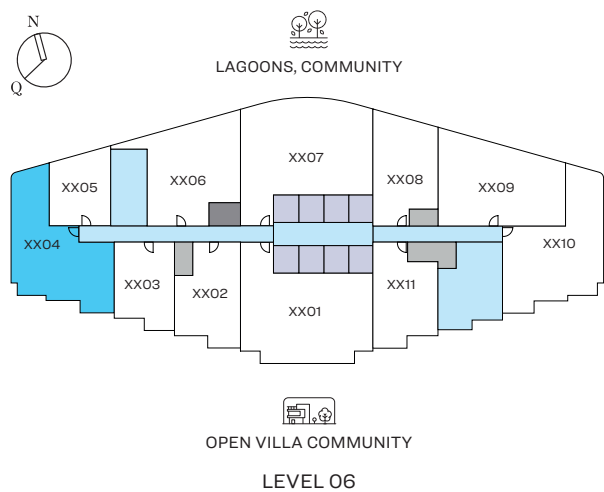 N
Q
LAGOONS, COMMUNITY
XX07
XX05
XX06
XX08
XX09
XX04
XX10
XX03
XX02
XX01
XX11
OPEN VILLA COMMUNITY
LEVEL 06